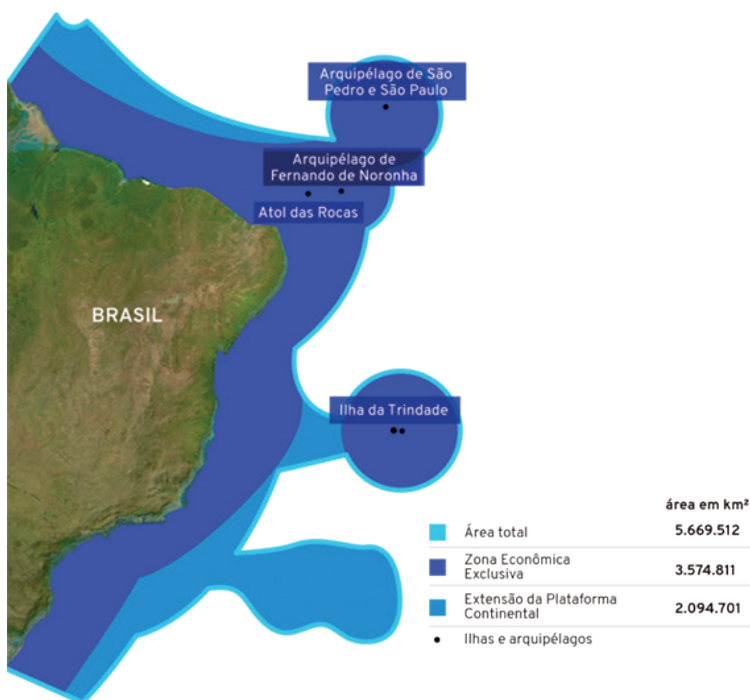 Arquipélago de São
Pedro e São Paulo
Arquipélago de
Fernando de Noronha
Atol das Rocas
BRASIL
Ilha da Trindade
área em km²
Área total 5.669.512
Zona Econômica
Exclusiva 3.574.811
Extensão da Plataforma
Continental 2.094.701
Ilhas e arquipélagos